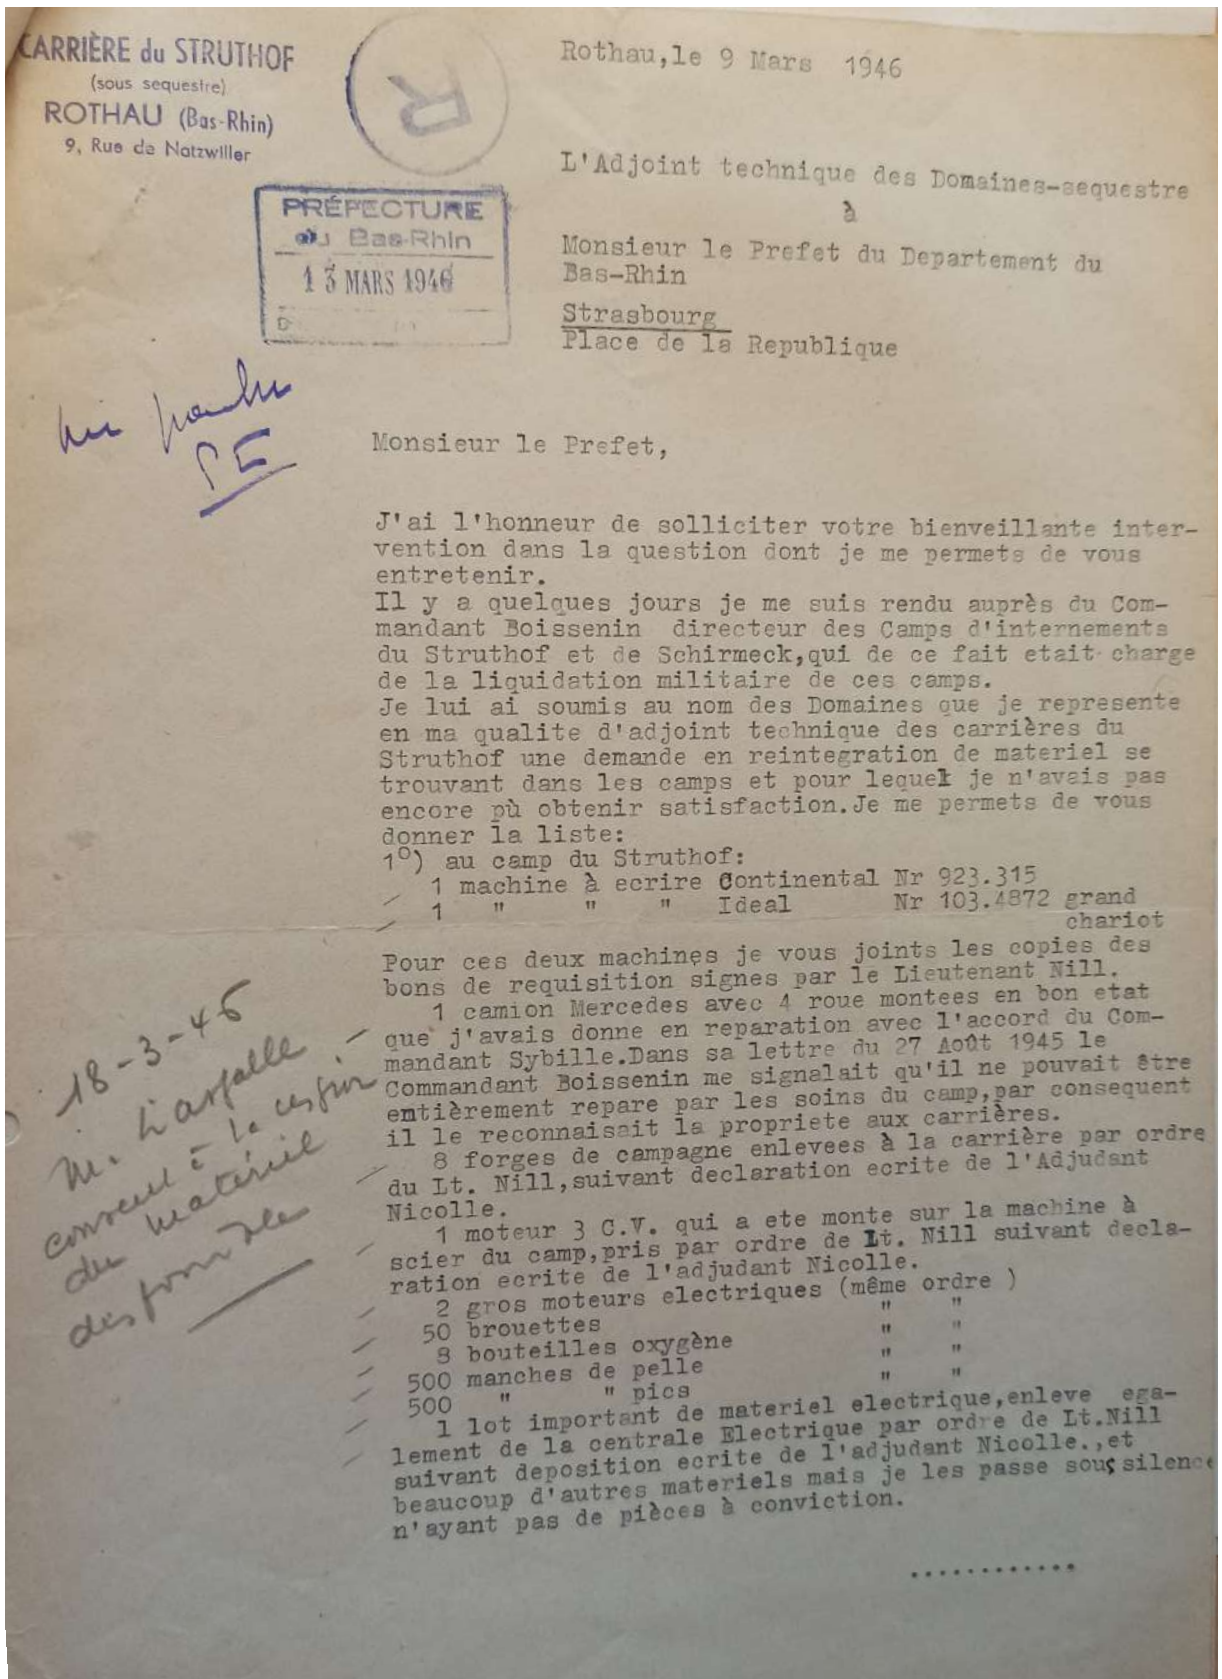 CARRIÈRE du STRUTHOF
(sous sequestre)
ROTHAU (Bas-Rhin)
9, Rue de Natzwiller
R
Rothau,le 9 Mars 1946
L'Adjoint technique des Domaines-sequestre
à
Monsieur le Prefet du Departement du
Bas-Rhin
Strasbourg
Place de la Republique
PRÉFECTURE
du Bas-Rhin
13 MARS 1946
D
Monsieur le Prefet,
J'ai l'honneur de solliciter votre bienveillante inter-
vention dans la question dont je me permets de vous
entretenir.
Il y a quelques jours je me suis rendu auprès du Com-
mandant Boissenin directeur des Camps d'internements
du Struthof et de Schirmeck,qui de ce fait etait charge
de la liquidation militaire de ces camps.
Je lui ai soumis au nom des Domaines que je represente
en ma qualite d'adjoint technique des carrières du
Struthof une demande en reintegration de materiel se
trouvant dans les camps et pour lequel je n'avais pas
encore pù obtenir satisfaction.Je me permets de vous
donner la liste:
1°) au camp du Struthof:
1 machine à ecrire Continental Nr 923.315
1 " " " Ideal Nr 103.4872 grand
chariot
Pour ces deux machines je vous joints les copies des
bons de requisition signes par le Lieutenant Nill.
1 camion Mercedes avec 4 roue montees en bon etat
que j'avais donne en reparation avec l'accord du Com-
mandant Sybille.Dans sa lettre du 27 Août 1945 le
Commandant Boissenin me signalait qu'il ne pouvait être
entièrement repare par les soins du camp,par consequent
il le reconnaisait la propriete aux carrières.
8 forges de campagne enlevees à la carrière par ordre
du Lt. Nill,suivant declaration ecrite de l'Adjudant
Nicolle.
1 moteur 3 C.V. qui a ete monte sur la machine à
scier du camp,pris par ordre de Lt. Nill suivant decla-
ration ecrite de l'adjudant Nicolle.
2 gros moteurs electriques (même ordre )
50 brouettes " "
8 bouteilles oxygène " "
500 manches de pelle " "
500 " " pics " "
1 lot important de materiel electrique,enleve ega-
lement de la centrale Electrique par ordre de Lt.Nill
suivant deposition ecrite de l'adjudant Nicolle.,et
beaucoup d'autres materiels mais je les passe sous silence
n'ayant pas de pièces à conviction.
............
18-3-46
M. Lasalle
consent à la cession
du matériel